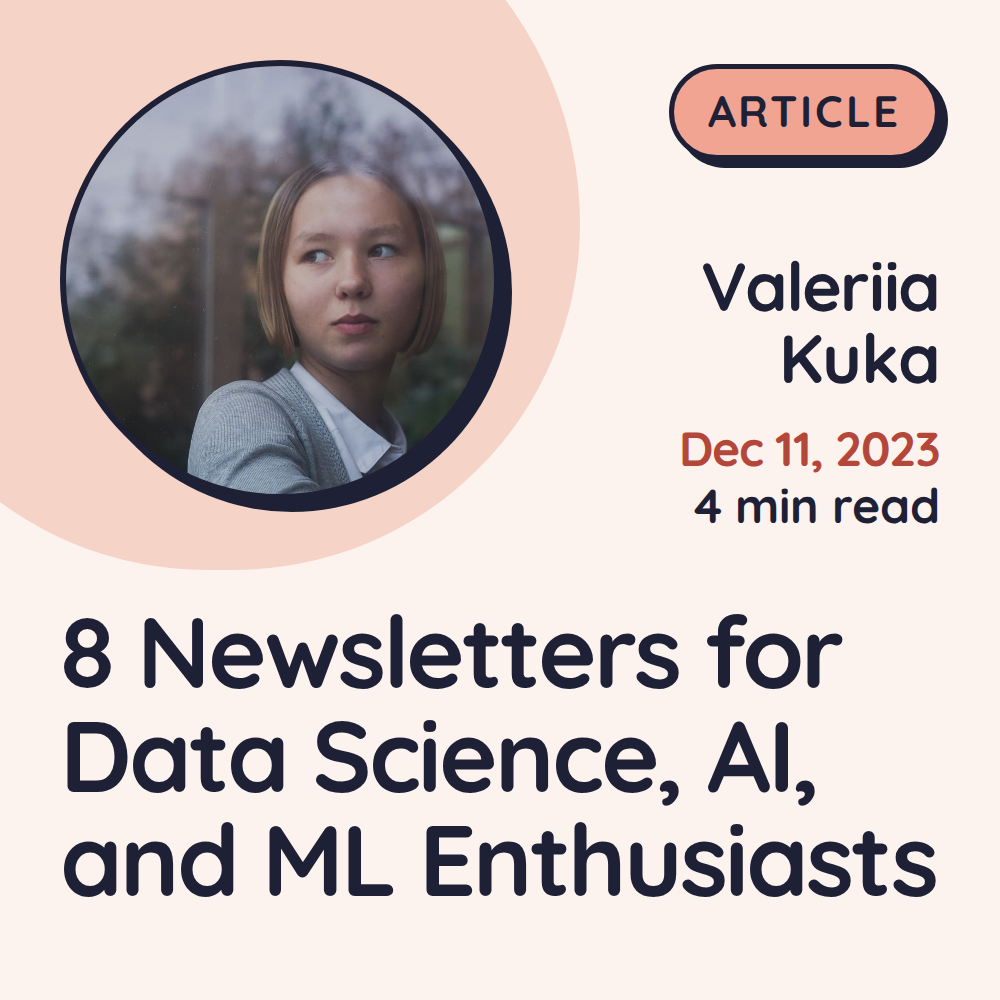 ARTICLE
Valeriia
Kuka
Dec 11, 2023
4 min read
8 Newsletters for
Data Science, AI,
and ML Enthusiasts